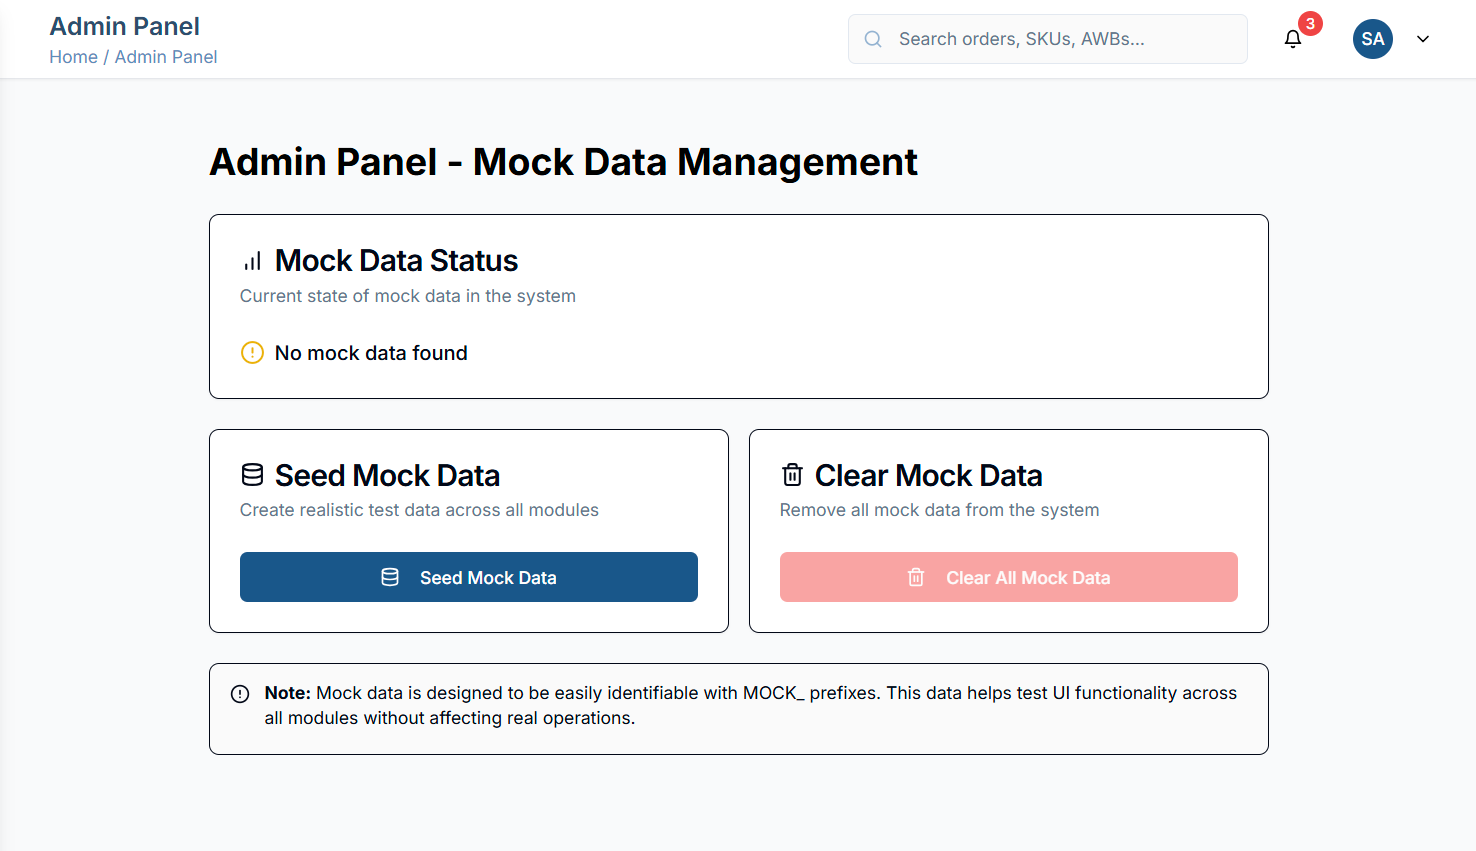 Admin Panel
Home / Admin Panel
Search orders, SKUs, AWBs...
3
SA
Admin Panel - Mock Data Management
Mock Data Status
Current state of mock data in the system
No mock data found
Seed Mock Data
Create realistic test data across all modules
Seed Mock Data
Clear Mock Data
Remove all mock data from the system
Clear All Mock Data
Note: Mock data is designed to be easily identifiable with MOCK_ prefixes. This data helps test UI functionality across
all modules without affecting real operations.